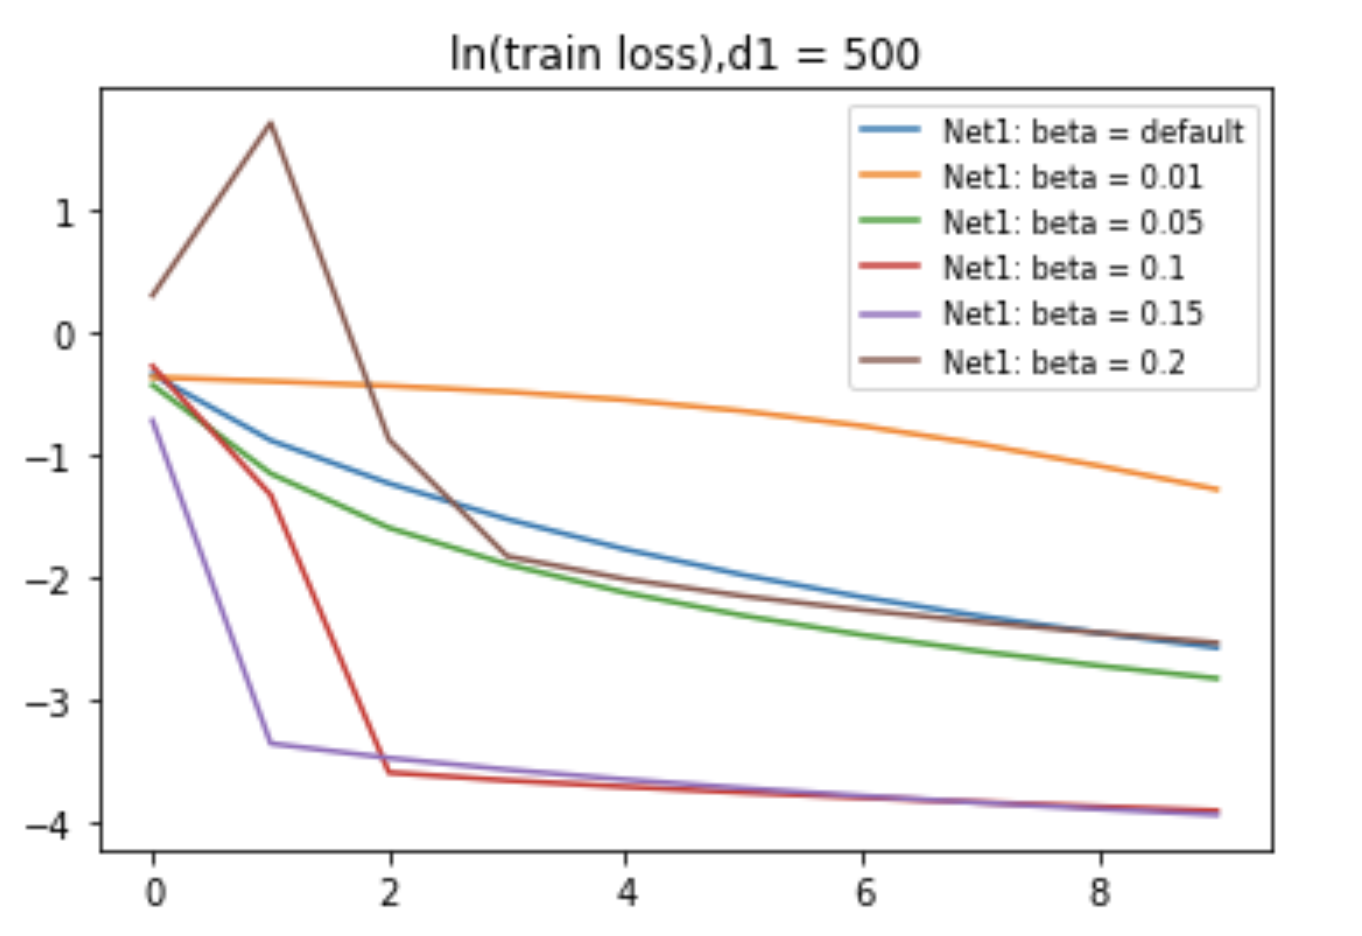 ln(train loss),d1 = 500
Net1: beta = default
Net1: beta = 0.01
Net1: beta = 0.05
Net1: beta = 0.1
Net1: beta = 0.15
Net1: beta = 0.2
1
0
−1
−2
−3
−4
0 2 4 6 8